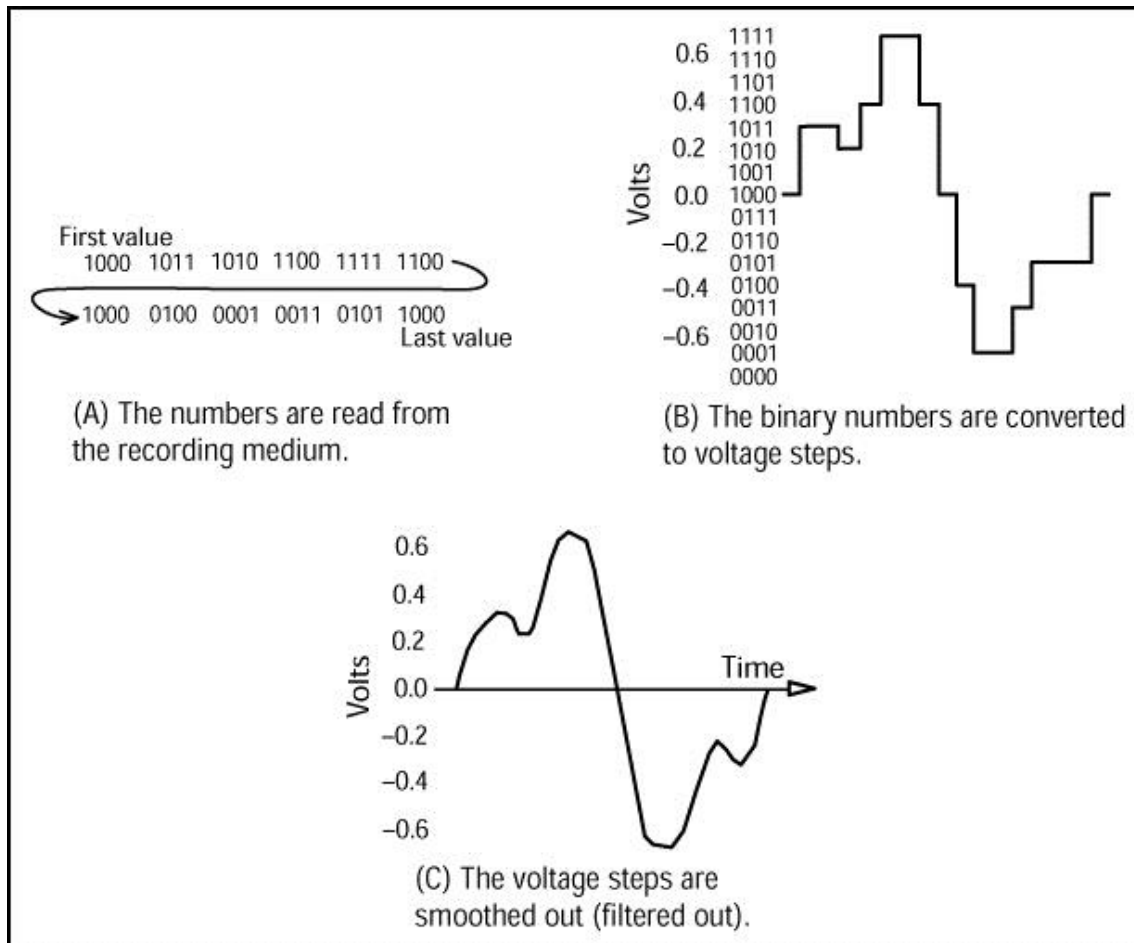 First value
1000 1011 1010 1100 1111 1100
1000 0100 0001 0011 0101 1000
Last value
(A) The numbers are read from
the recording medium.
Volts
0.6
0.4
0.2
0.0
–0.2
–0.4
–0.6
1111
1110
1101
1100
1011
1010
1001
1000
0111
0110
0101
0100
0011
0010
0001
0000
(B) The binary numbers are converted
to voltage steps.
Volts
0.6
0.4
0.2
0.0
–0.2
–0.4
–0.6
Time
(C) The voltage steps are
smoothed out (filtered out).